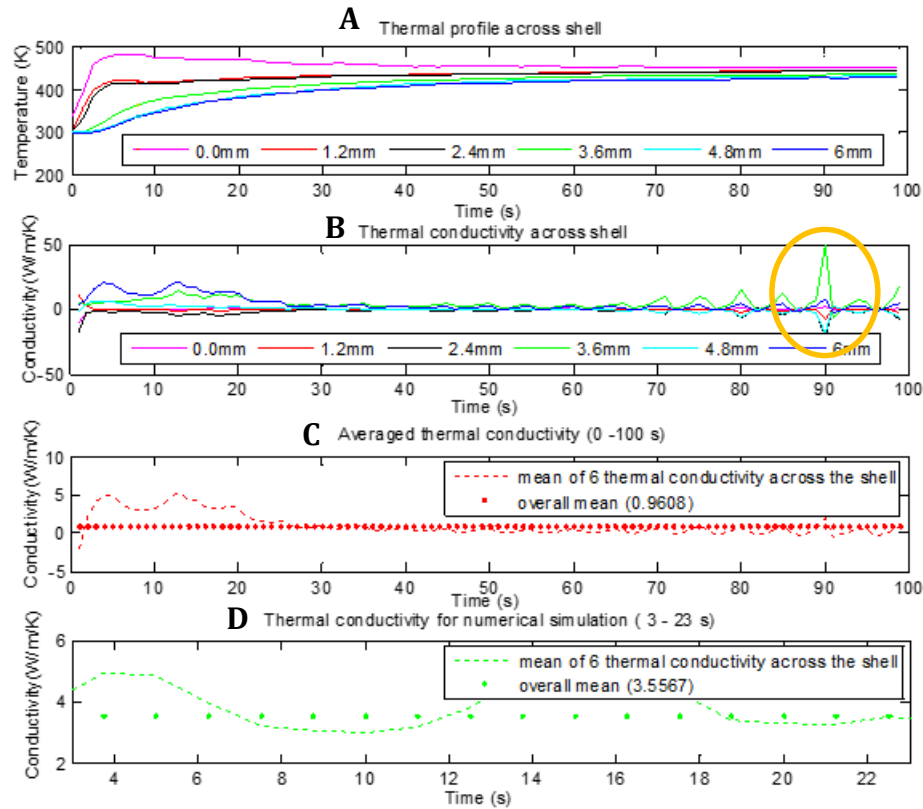 A Thermal profile across shell
Temperature (K)
500
400
300
200
0.0mm 1.2mm 2.4mm 3.6mm 4.8mm 6mm
0 10 20 30 40 50 60 70 80 90 100
Time (s)
B Thermal conductivity across shell
Conductivity(W/m/K)
50
0
-50
0.0mm 1.2mm 2.4mm 3.6mm 4.8mm 6mm
0 10 20 30 40 50 60 70 80 90 100
Time (s)
C Averaged thermal conductivity (0 -100 s)
Conductivity(W/m/K)
10
5
0
-5
mean of 6 thermal conductivity across the shell
overall mean (0.9608)
0 10 20 30 40 50 60 70 80 90 100
Time (s)
D Thermal conductivity for numerical simulation ( 3 - 23 s)
Conductivity(W/m/K)
6
4
2
mean of 6 thermal conductivity across the shell
overall mean (3.5567)
4 6 8 10 12 14 16 18 20 22
Time (s)